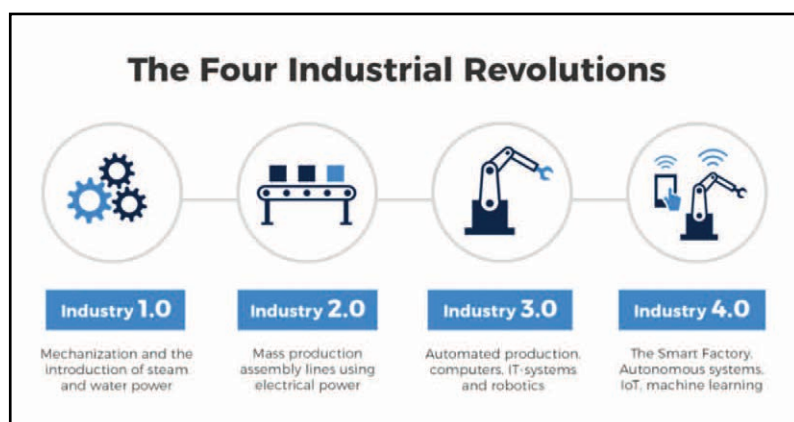 The Four Industrial Revolutions
Industry 1.0
Mechanization and the
introduction of steam
and water power
Industry 2.0
Mass production
assembly lines using
electrical power
Industry 3.0
Automated production,
computers, IT-systems
and robotics
Industry 4.0
The Smart Factory.
Autonomous systems,
IoT, machine learning